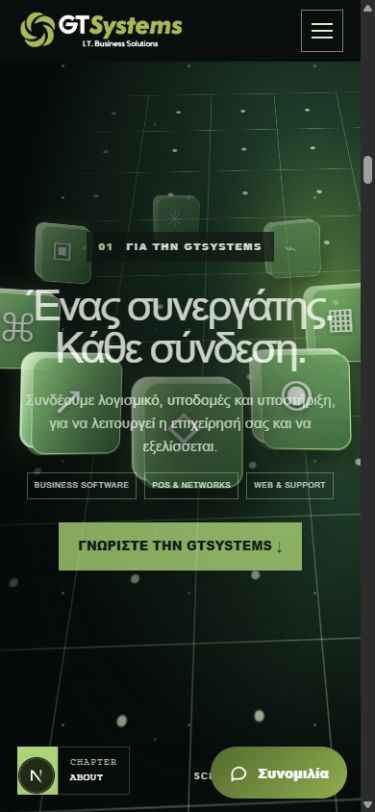 GTSystems
I.T. Business Solutions
01 ΓΙΑ ΤΗΝ GTSYSTEMS
Ένας συνεργάτης.
Κάθε σύνδεση.
Συνδέουμε λογισμικό, υποδομές και υποστήριξη,
για να λειτουργεί η επιχείρησή σας και να
εξελίσσεται.
BUSINESS SOFTWARE POS & NETWORKS WEB & SUPPORT
ΓΝΩΡΙΣΤΕ ΤΗΝ GTSYSTEMS ↓
CHAPTER
N ABOUT
Συνομιλία